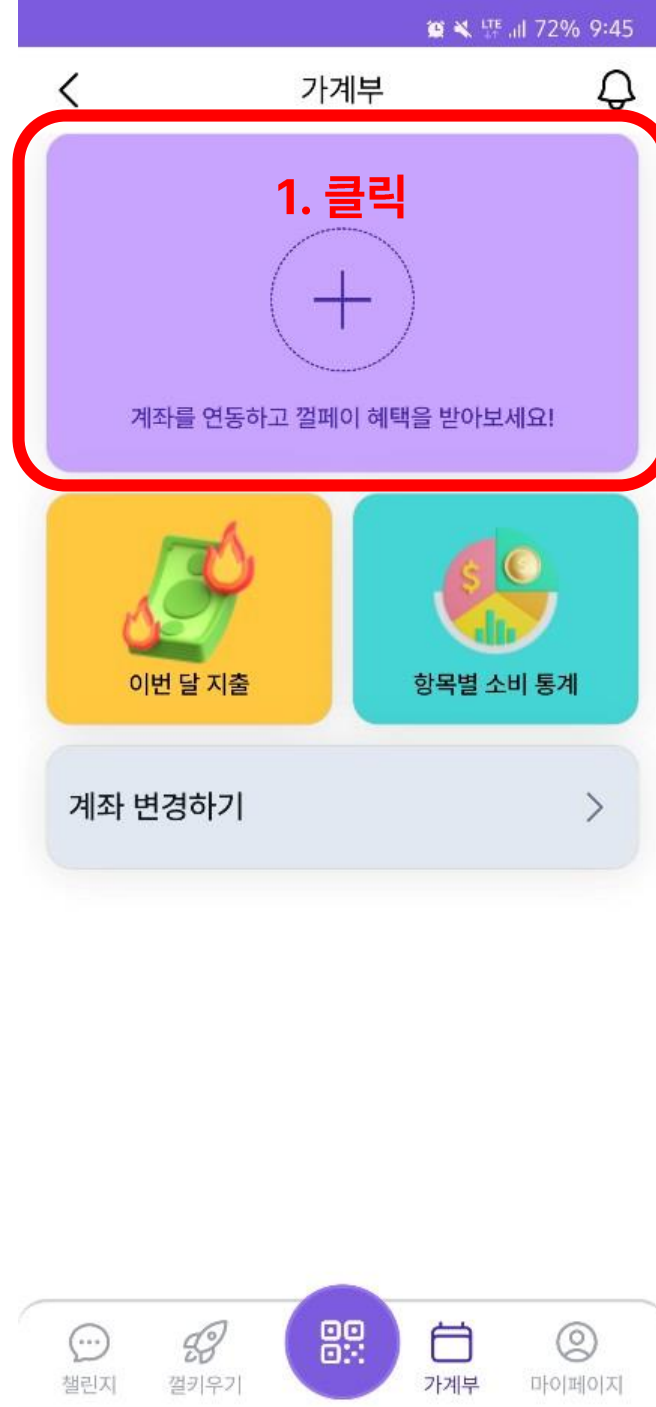 LTE 72% 9:45
가계부
1. 클릭
계좌를 연동하고 껄페이 혜택을 받아보세요!
이번 달 지출
항목별 소비 통계
계좌 변경하기
챌린지
껄키우기
가계부
마이페이지